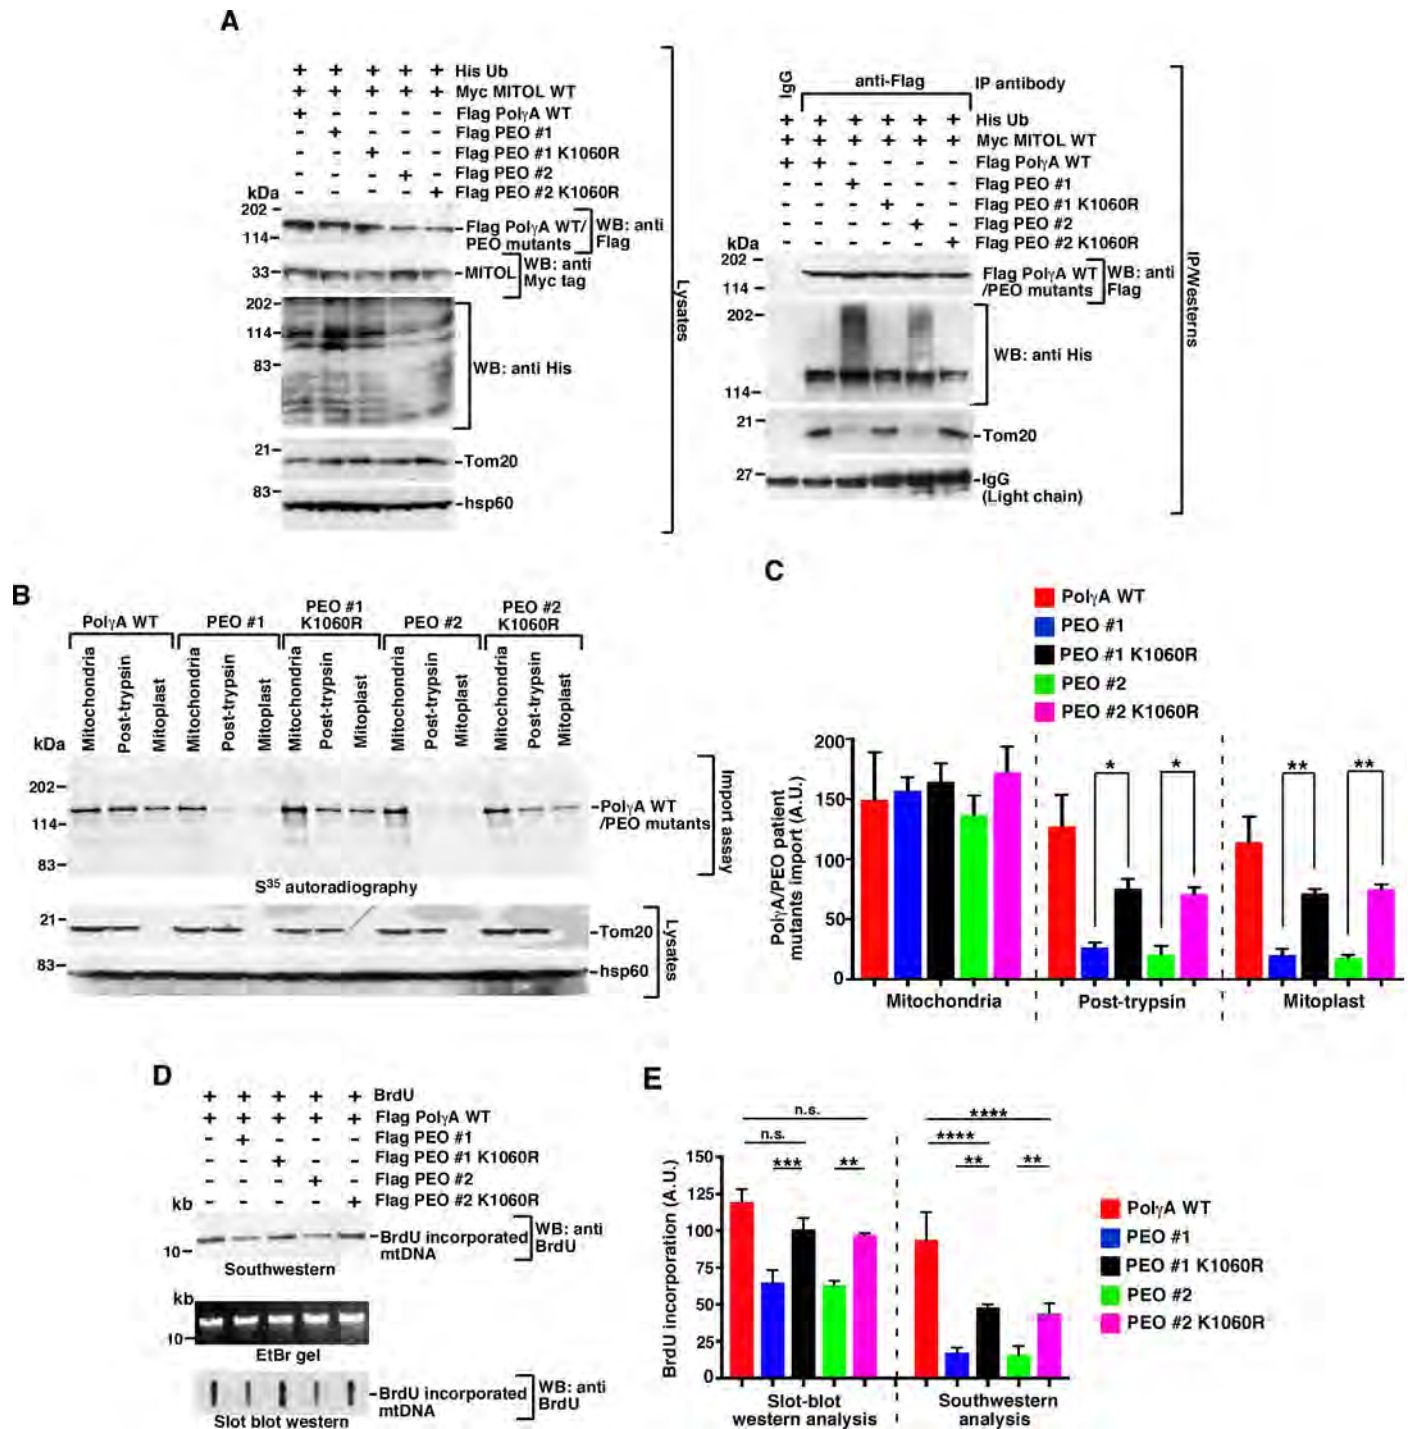 A
+ + + + + His Ub
+ + + + + Myc MITOL WT
+ - - - - Flag PolγA WT
- + - - - Flag PEO #1
- - + - - Flag PEO #1 K1060R
- - - + - Flag PEO #2
- - - - + Flag PEO #2 K1060R
kDa
202
114
Flag PolγA WT/
PEO mutants
WB: anti
Flag
33
MITOL
WB: anti
Myc tag
202
114
83
WB: anti His
21
Tom20
83
hsp60
Lysates
IgG
anti-Flag
IP antibody
+ + + + + + His Ub
+ + + + + + Myc MITOL WT
+ + - - - - Flag PolγA WT
- - + - - - Flag PEO #1
- - - + - - Flag PEO #1 K1060R
- - - - + - Flag PEO #2
- - - - - + Flag PEO #2 K1060R
kDa
202
114
Flag PolγA WT
/PEO mutants
WB: anti
Flag
202
114
WB: anti His
21
Tom20
27
IgG
(Light chain)
IP/Westerns
B
PolγA WT
PEO #1
PEO #1
K1060R
PEO #2
PEO #2
K1060R
Mitochondria
Post-trypsin
Mitoplast
Mitochondria
Post-trypsin
Mitoplast
Mitochondria
Post-trypsin
Mitoplast
Mitochondria
Post-trypsin
Mitoplast
Mitochondria
Post-trypsin
Mitoplast
kDa
202
114
83
PolγA WT
/PEO mutants
Import assay
S³⁵ autoradiography
21
Tom20
83
hsp60
Lysates
C
PolγA WT
PEO #1
PEO #1 K1060R
PEO #2
PEO #2 K1060R
PolγA/PEO patient
mutants import (A.U.)
200
150
100
50
0
* * ** **
Mitochondria
Post-trypsin
Mitoplast
D
+ + + + + BrdU
+ + + + + Flag PolγA WT
- + - - - Flag PEO #1
- - + - - Flag PEO #1 K1060R
- - - + - Flag PEO #2
- - - - + Flag PEO #2 K1060R
kb
10
BrdU incorporated
mtDNA
WB: anti
BrdU
Southwestern
kb
10
EtBr gel
BrdU incorporated
mtDNA
WB: anti
BrdU
Slot blot western
E
BrdU incorporation (A.U.)
150
125
100
75
50
25
0
n.s.
n.s.
*** **
****
****
** **
Slot-blot
western analysis
Southwestern
analysis
PolγA WT
PEO #1
PEO #1 K1060R
PEO #2
PEO #2 K1060R